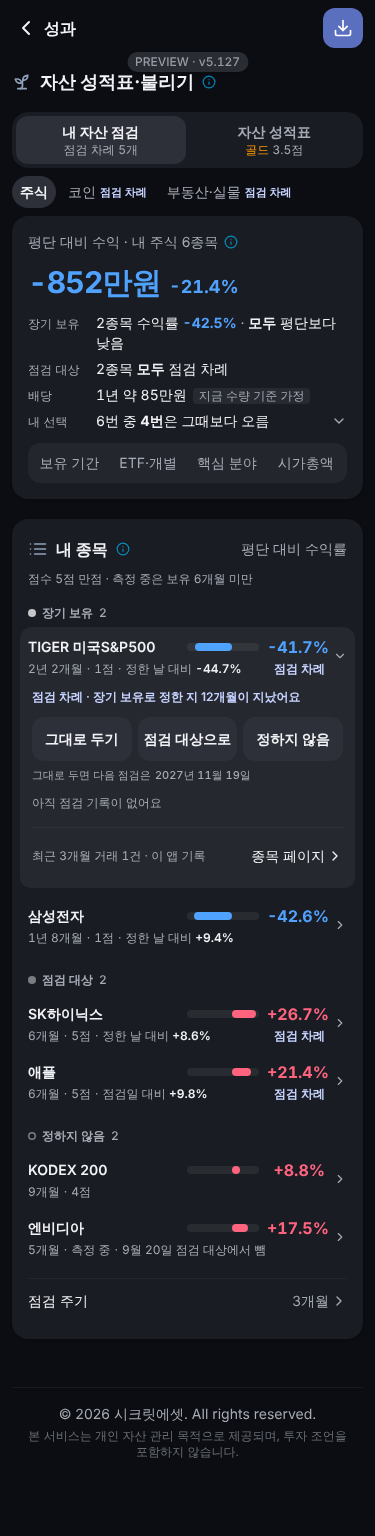 성과
PREVIEW · v5.127
자산 성적표·불리기
내 자산 점검
점검 차례 5개
자산 성적표
골드 3.5점
주식
코인 점검 차례
부동산·실물 점검 차례
평단 대비 수익 · 내 주식 6종목
-852만원 -21.4%
장기 보유 2종목 수익률 -42.5% · 모두 평단보다
낮음
점검 대상 2종목 모두 점검 차례
배당 1년 약 85만원 지금 수량 기준 가정
내 선택 6번 중 4번은 그때보다 오름
보유 기간 ETF·개별 핵심 분야 시가총액
내 종목 평단 대비 수익률
점수 5점 만점 · 측정 중은 보유 6개월 미만
장기 보유 2
TIGER 미국S&P500 -41.7%
2년 2개월 · 1점 · 정한 날 대비 -44.7% 점검 차례
점검 차례 · 장기 보유로 정한 지 12개월이 지났어요
그대로 두기 점검 대상으로 정하지 않음
그대로 두면 다음 점검은 2027년 11월 19일
아직 점검 기록이 없어요
최근 3개월 거래 1건 · 이 앱 기록 종목 페이지
삼성전자 -42.6%
1년 8개월 · 1점 · 정한 날 대비 +9.4%
점검 대상 2
SK하이닉스 +26.7%
6개월 · 5점 · 정한 날 대비 +8.6% 점검 차례
애플 +21.4%
6개월 · 5점 · 점검일 대비 +9.8% 점검 차례
정하지 않음 2
KODEX 200 +8.8%
9개월 · 4점
엔비디아 +17.5%
5개월 · 측정 중 · 9월 20일 점검 대상에서 뺌
점검 주기 3개월
© 2026 시크릿에셋. All rights reserved.
본 서비스는 개인 자산 관리 목적으로 제공되며, 투자 조언을
포함하지 않습니다.